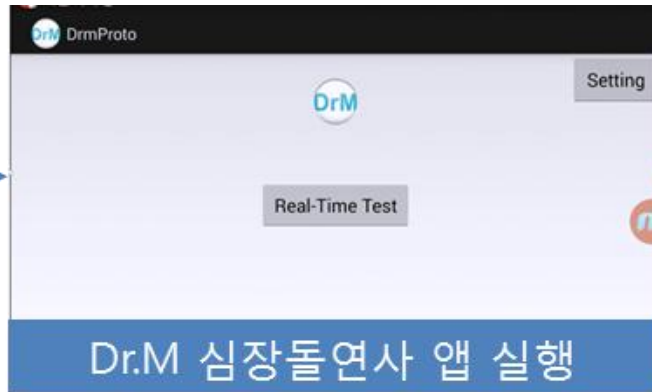 DrM DrmProto
Setting
DrM
Real-Time Test
Dr.M 심장돌연사 앱 실행